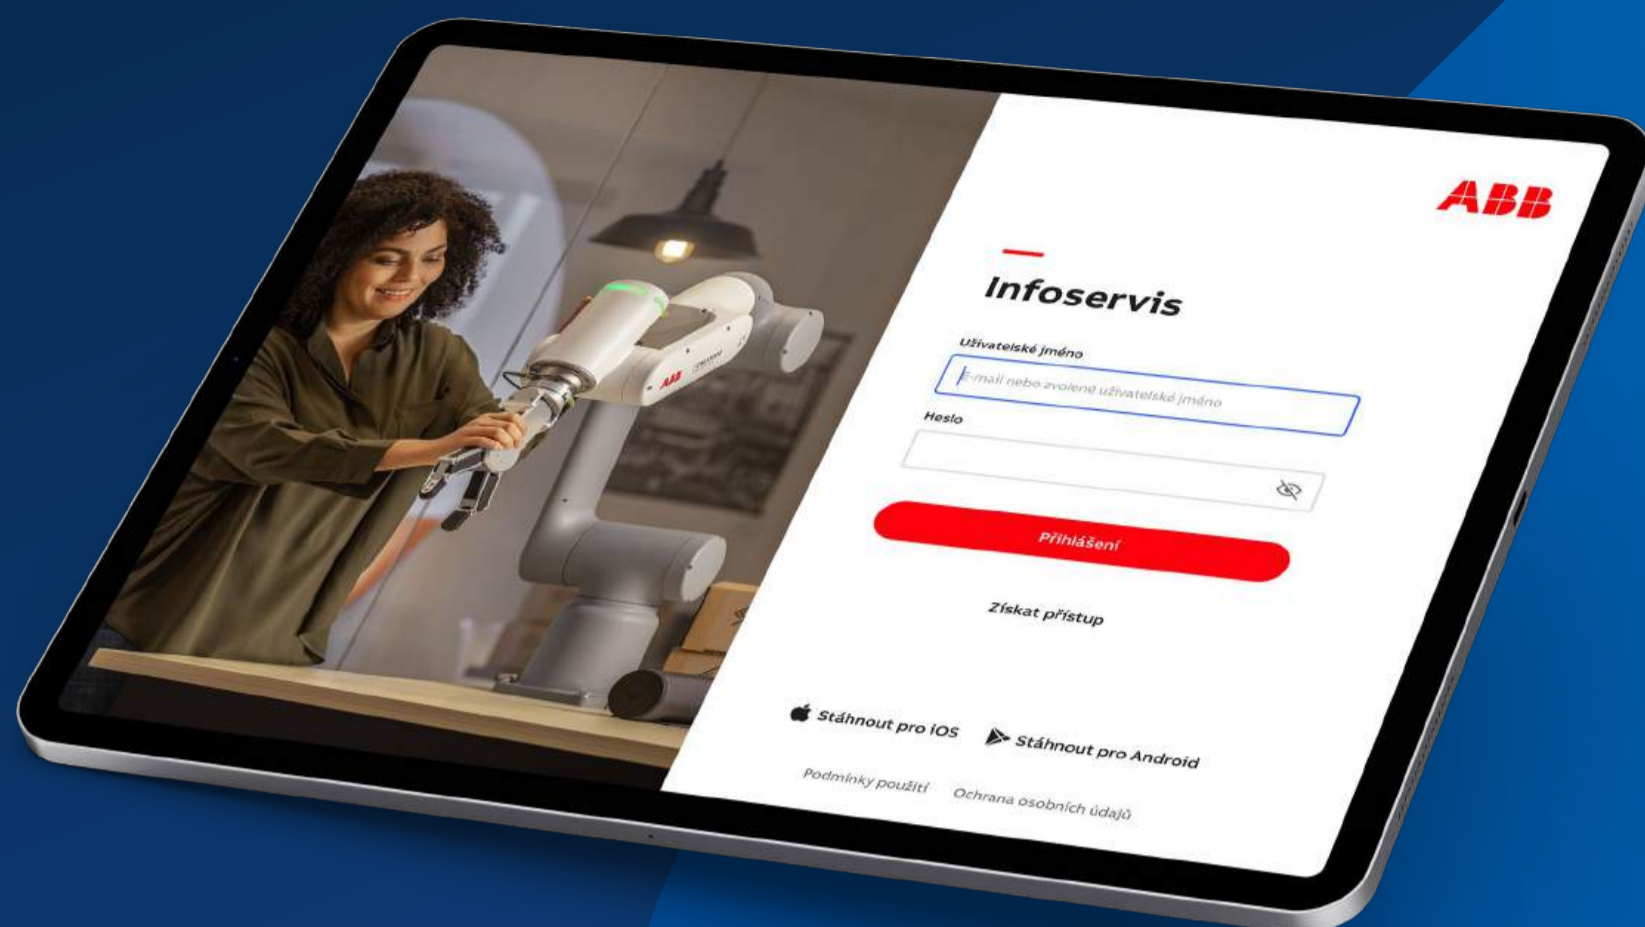 ABB
Infoservis
Uživatelské jméno
E-mail nebo zvolené uživatelské jméno
Heslo
Přihlášení
Získat přístup
Stáhnout pro iOS
Stáhnout pro Android
Podmínky použití
Ochrana osobních údajů
ABB